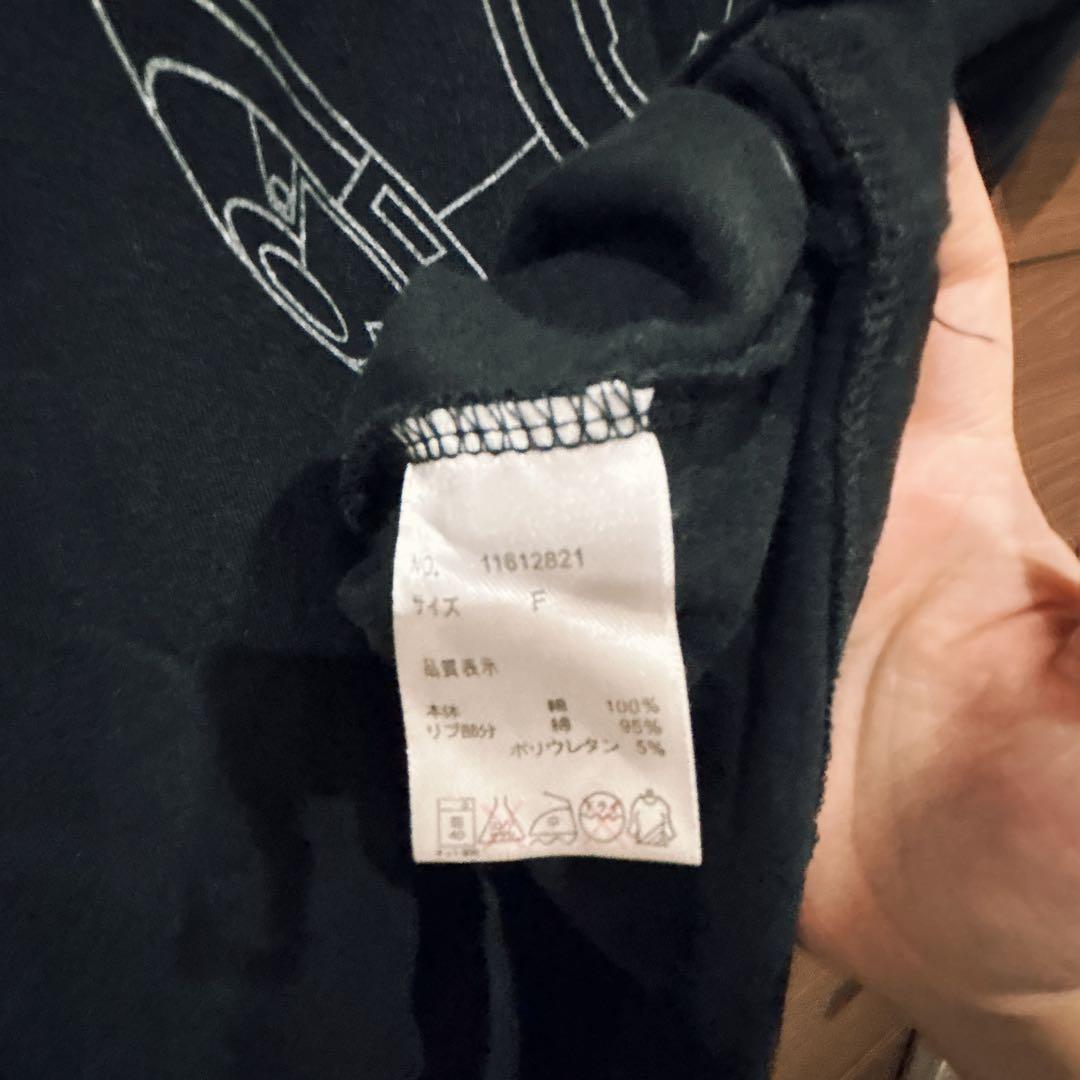 NO. 11612821
サイズ F
品質表示
本体 綿 100%
リブ部分 綿 95%
ポリウレタン 5%